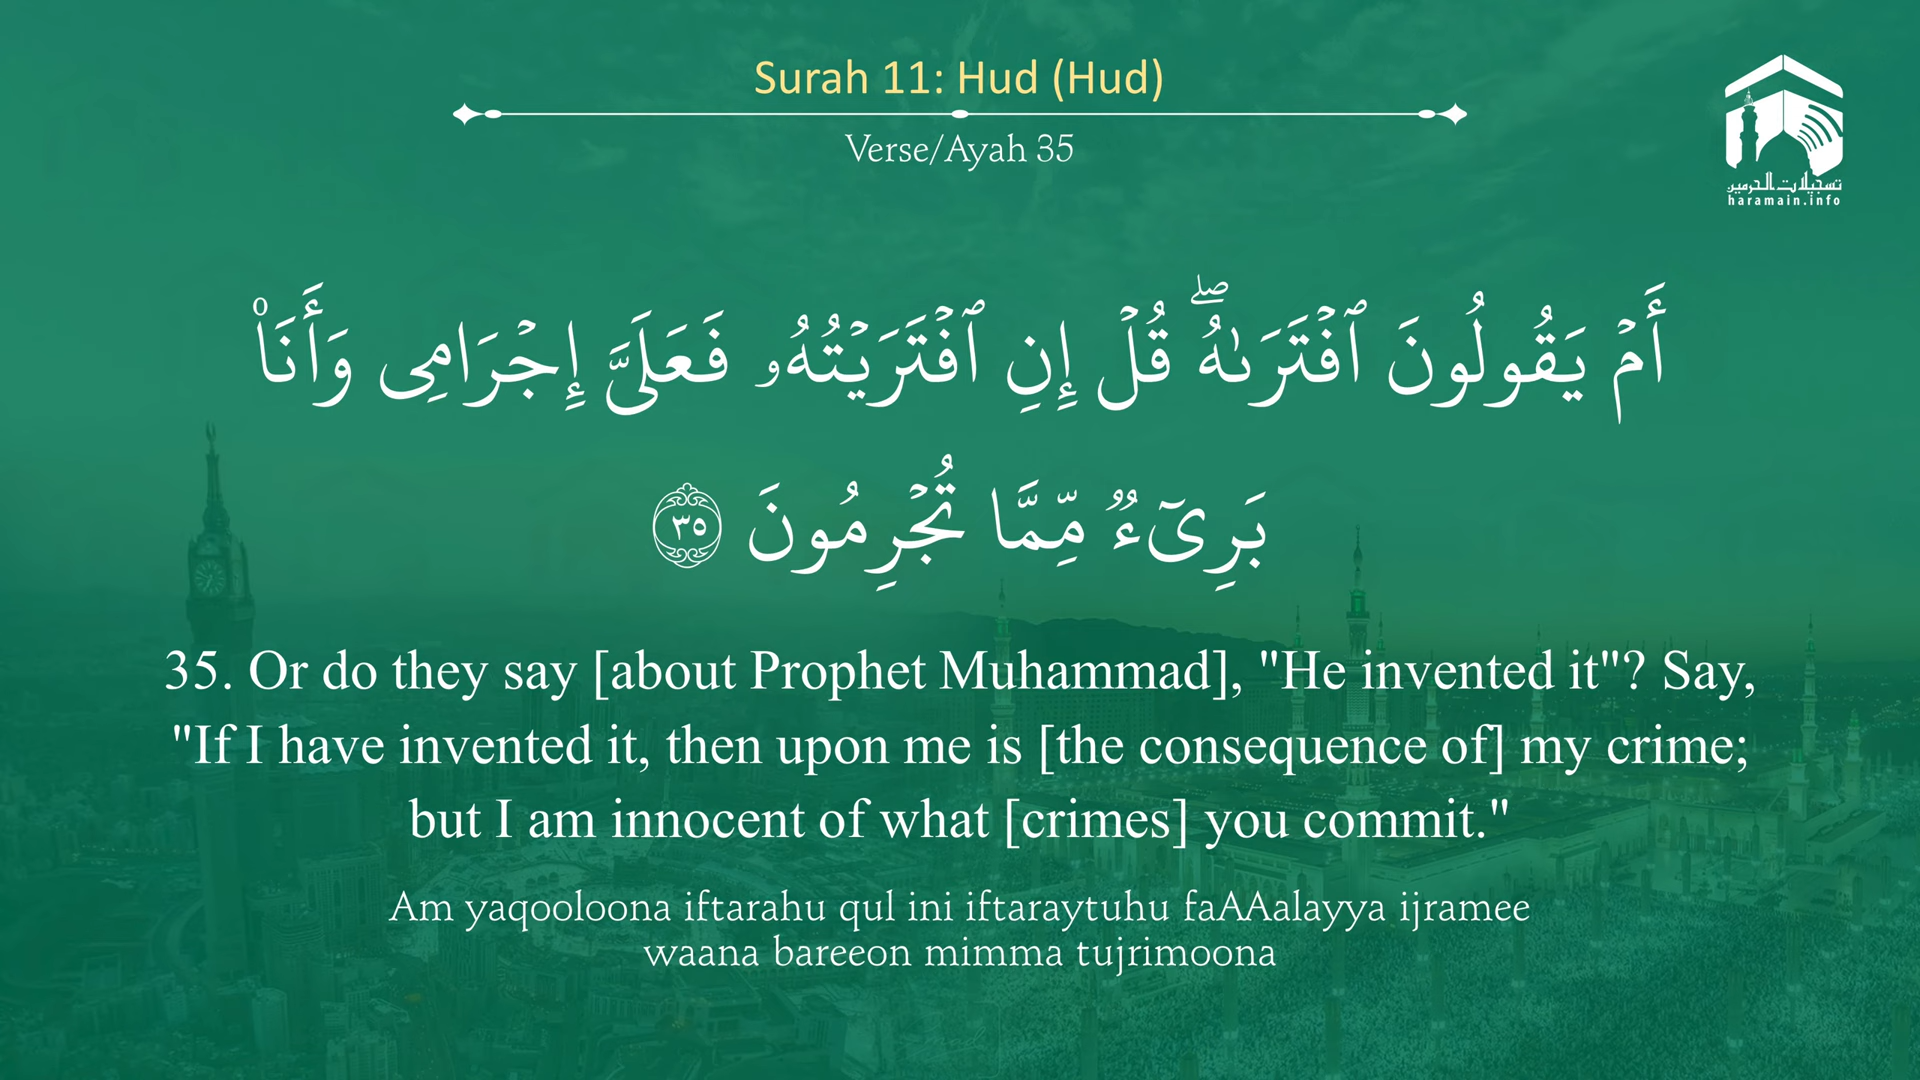 Surah 11: Hud (Hud)
Verse/Ayah 35
تسجيلات الحرمين
haramain.info
أَمۡ يَقُولُونَ ٱفۡتَرَىٰهُۖ قُلۡ إِنِ ٱفۡتَرَيۡتُهُۥ فَعَلَيَّ إِجۡرَامِي وَأَنَا۠
بَرِيٓءٞ مِّمَّا تُجۡرِمُونَ ٣٥
35. Or do they say [about Prophet Muhammad], "He invented it"? Say,
"If I have invented it, then upon me is [the consequence of] my crime;
but I am innocent of what [crimes] you commit."
Am yaqooloona iftarahu qul ini iftaraytuhu faAAalayya ijramee
waana bareeon mimma tujrimoona